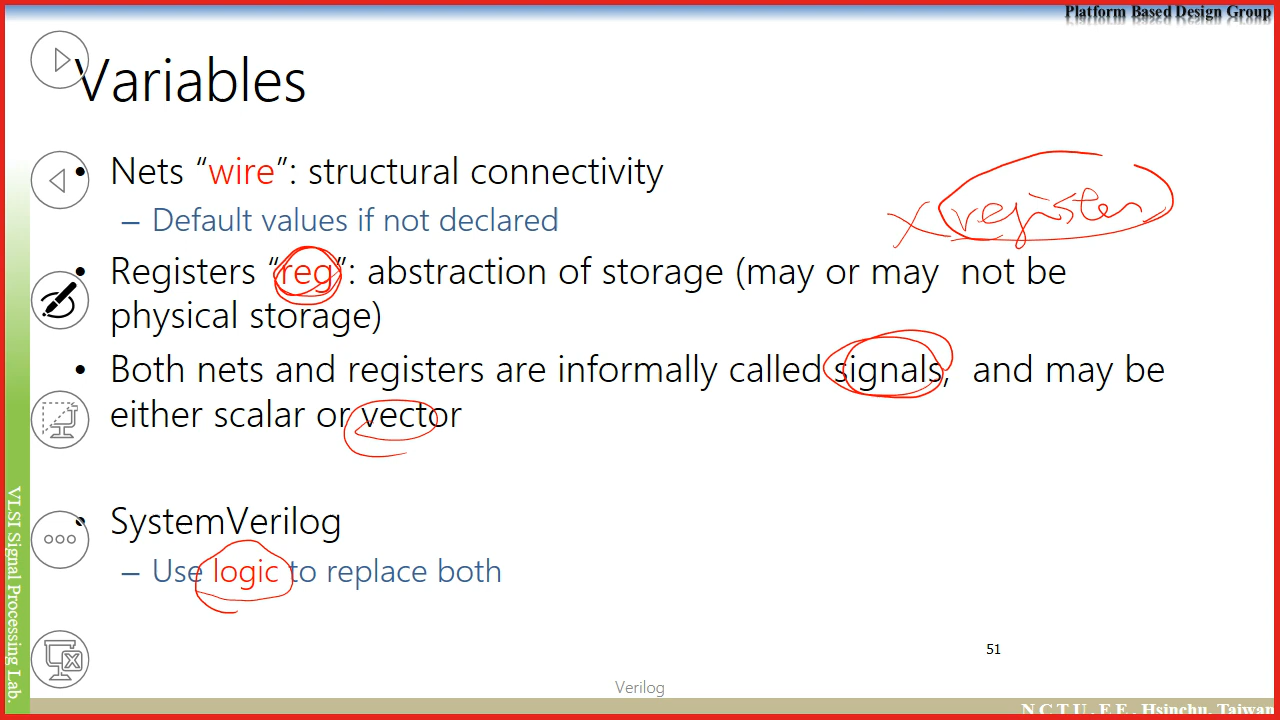 Platform Based Design Group
Variables
• Nets “wire”: structural connectivity
– Default values if not declared
x register
• Registers “reg”: abstraction of storage (may or may not be
physical storage)
• Both nets and registers are informally called signals, and may be
either scalar or vector
• SystemVerilog
– Use logic to replace both
VLSI Signal Processing Lab.
51
Verilog
N C T U . E E . Hsinchu, Taiwan